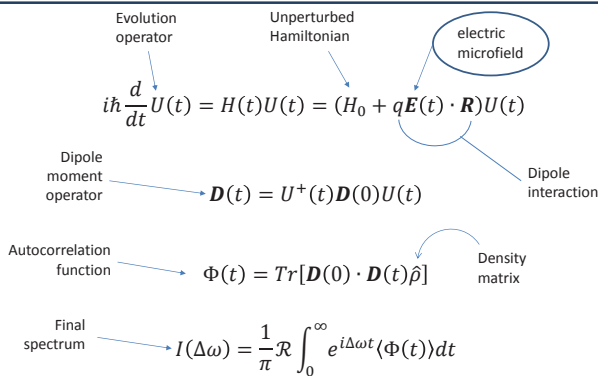 Evolution
operator
Unperturbed
Hamiltonian
electric
microfield
iħ d/dt U(t) = H(t)U(t) = (H₀ + q𝑬(t) · 𝑹)U(t)
Dipole
moment
operator
Dipole
interaction
𝑫(t) = U⁺(t)𝑫(0)U(t)
Autocorrelation
function
Φ(t) = Tr[𝑫(0) · 𝑫(t)ρ̂]
Density
matrix
Final
spectrum
I(Δω) = 1/π ℛ ∫₀^∞ e^{iΔωt}⟨Φ(t)⟩dt